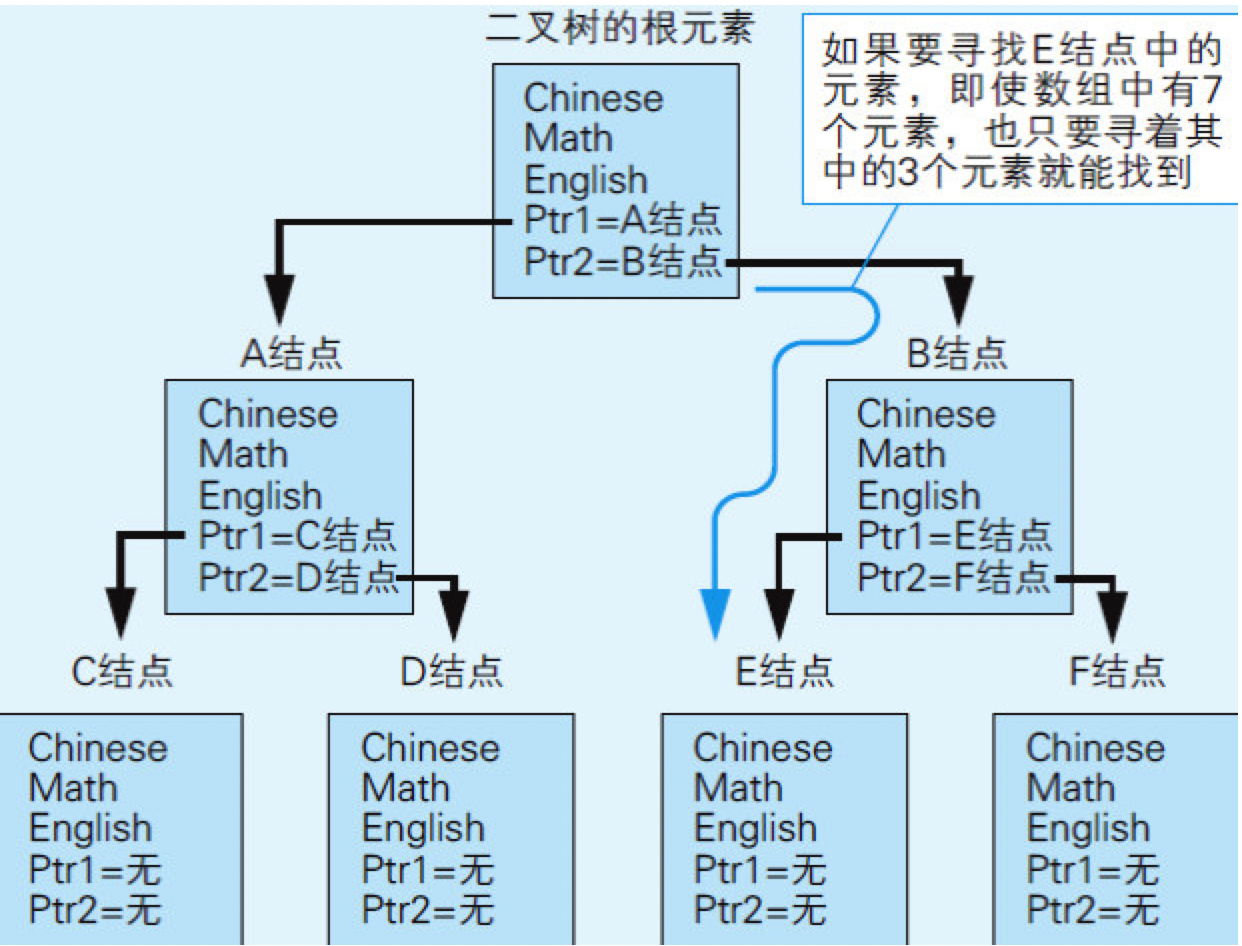 二叉树的根元素
如果要寻找E结点中的
元素，即使数组中有7
个元素，也只要寻着其
中的3个元素就能找到
Chinese
Math
English
Ptr1=A结点
Ptr2=B结点
A结点
Chinese
Math
English
Ptr1=C结点
Ptr2=D结点
B结点
Chinese
Math
English
Ptr1=E结点
Ptr2=F结点
C结点
Chinese
Math
English
Ptr1=无
Ptr2=无
D结点
Chinese
Math
English
Ptr1=无
Ptr2=无
E结点
Chinese
Math
English
Ptr1=无
Ptr2=无
F结点
Chinese
Math
English
Ptr1=无
Ptr2=无